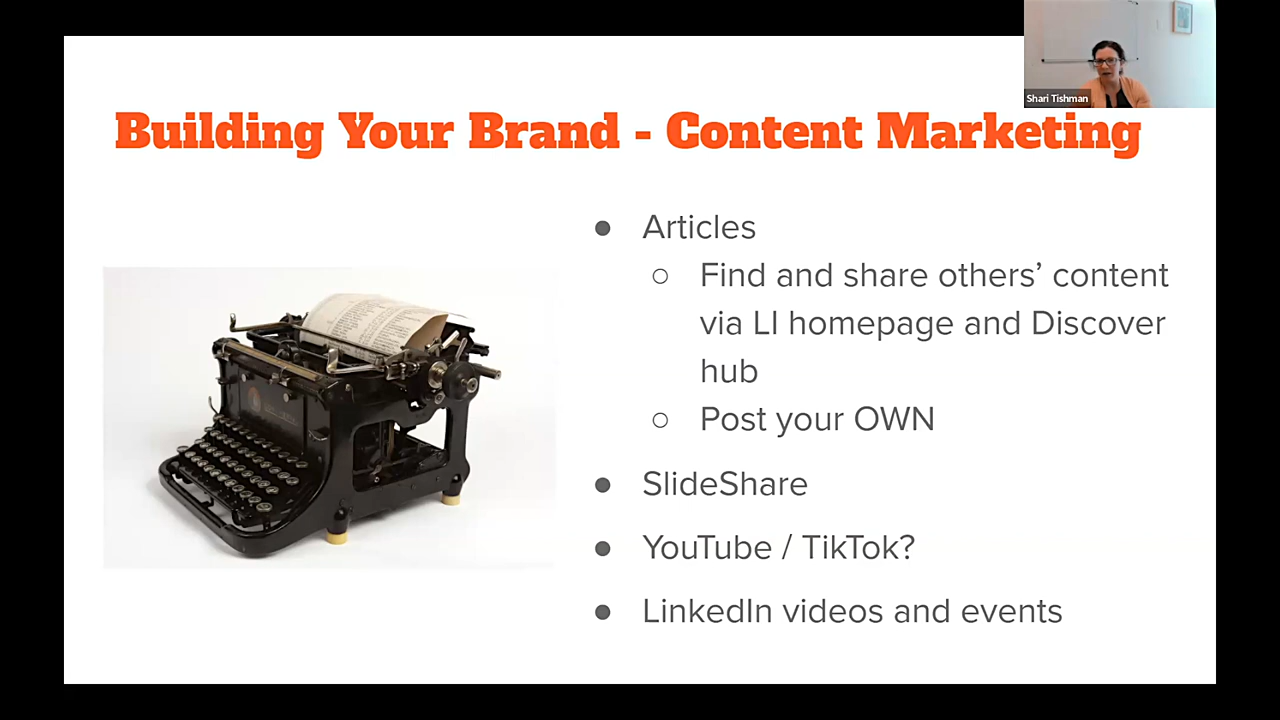 Shari Tishman
Building Your Brand - Content Marketing
● Articles
○ Find and share others’ content
via LI homepage and Discover
hub
○ Post your OWN
● SlideShare
● YouTube / TikTok?
● LinkedIn videos and events